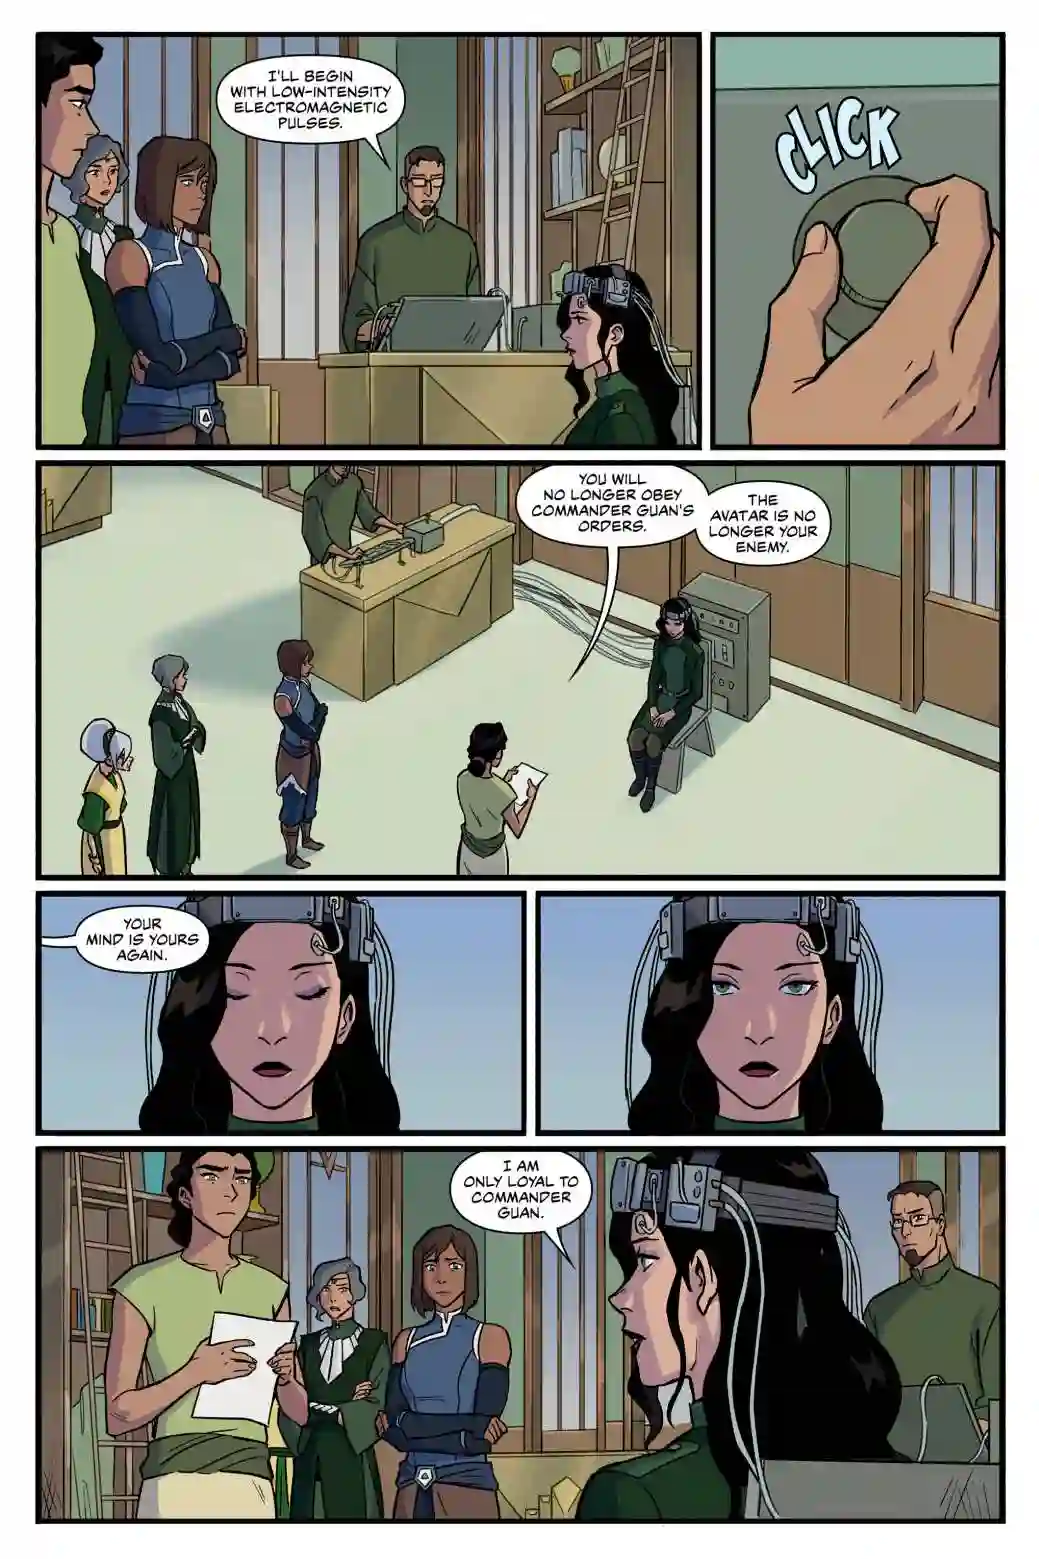 I'LL BEGIN
WITH LOW-INTENSITY
ELECTROMAGNETIC
PULSES.
CLICK
YOU WILL
NO LONGER OBEY
COMMANDER GUAN'S
ORDERS.
THE
AVATAR IS NO
LONGER YOUR
ENEMY.
YOUR
MIND IS YOURS
AGAIN.
I AM
ONLY LOYAL TO
COMMANDER
GUAN.